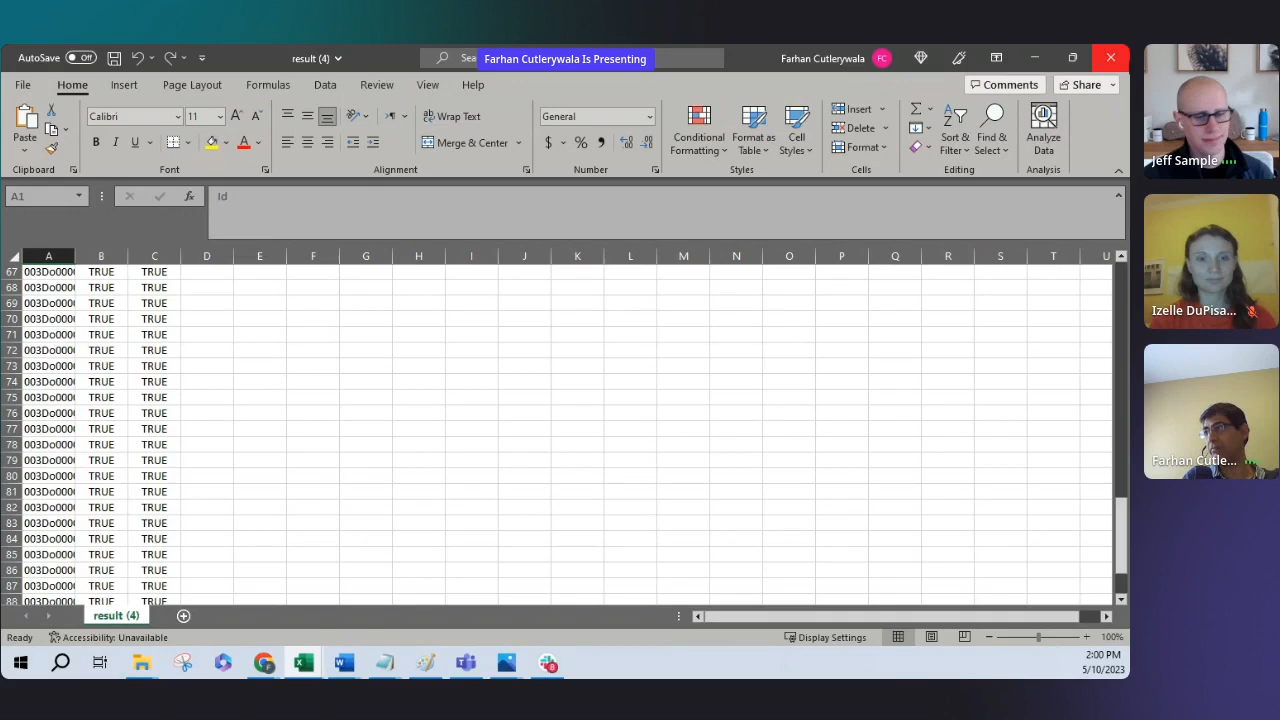 AutoSave Off result (4) Sea Farhan Cutlerywala Is Presenting Farhan Cutlerywala FC
File Home Insert Page Layout Formulas Data Review View Help Comments Share
Calibri 11 Wrap Text General Insert
Paste Conditional Formatting Format as Table Cell Styles Delete Sort & Filter Find & Select Analyze Data
B I U Merge & Center $ % Format
Clipboard Font Alignment Number Styles Cells Editing Analysis
Jeff Sample
A1 fx Id
A B C D E F G H I J K L M N O P Q R S T U
67 003Do000 TRUE TRUE
68 003Do000 TRUE TRUE
69 003Do000 TRUE TRUE
70 003Do000 TRUE TRUE
71 003Do000 TRUE TRUE
72 003Do000 TRUE TRUE
73 003Do000 TRUE TRUE
74 003Do000 TRUE TRUE
75 003Do000 TRUE TRUE
76 003Do000 TRUE TRUE
77 003Do000 TRUE TRUE
78 003Do000 TRUE TRUE
79 003Do000 TRUE TRUE
80 003Do000 TRUE TRUE
81 003Do000 TRUE TRUE
82 003Do000 TRUE TRUE
83 003Do000 TRUE TRUE
84 003Do000 TRUE TRUE
85 003Do000 TRUE TRUE
86 003Do000 TRUE TRUE
87 003Do000 TRUE TRUE
88 003Do000 TRUE TRUE
Izelle DuPisa...
Farhan Cutle...
result (4)
Ready Accessibility: Unavailable Display Settings 100%
2:00 PM
5/10/2023